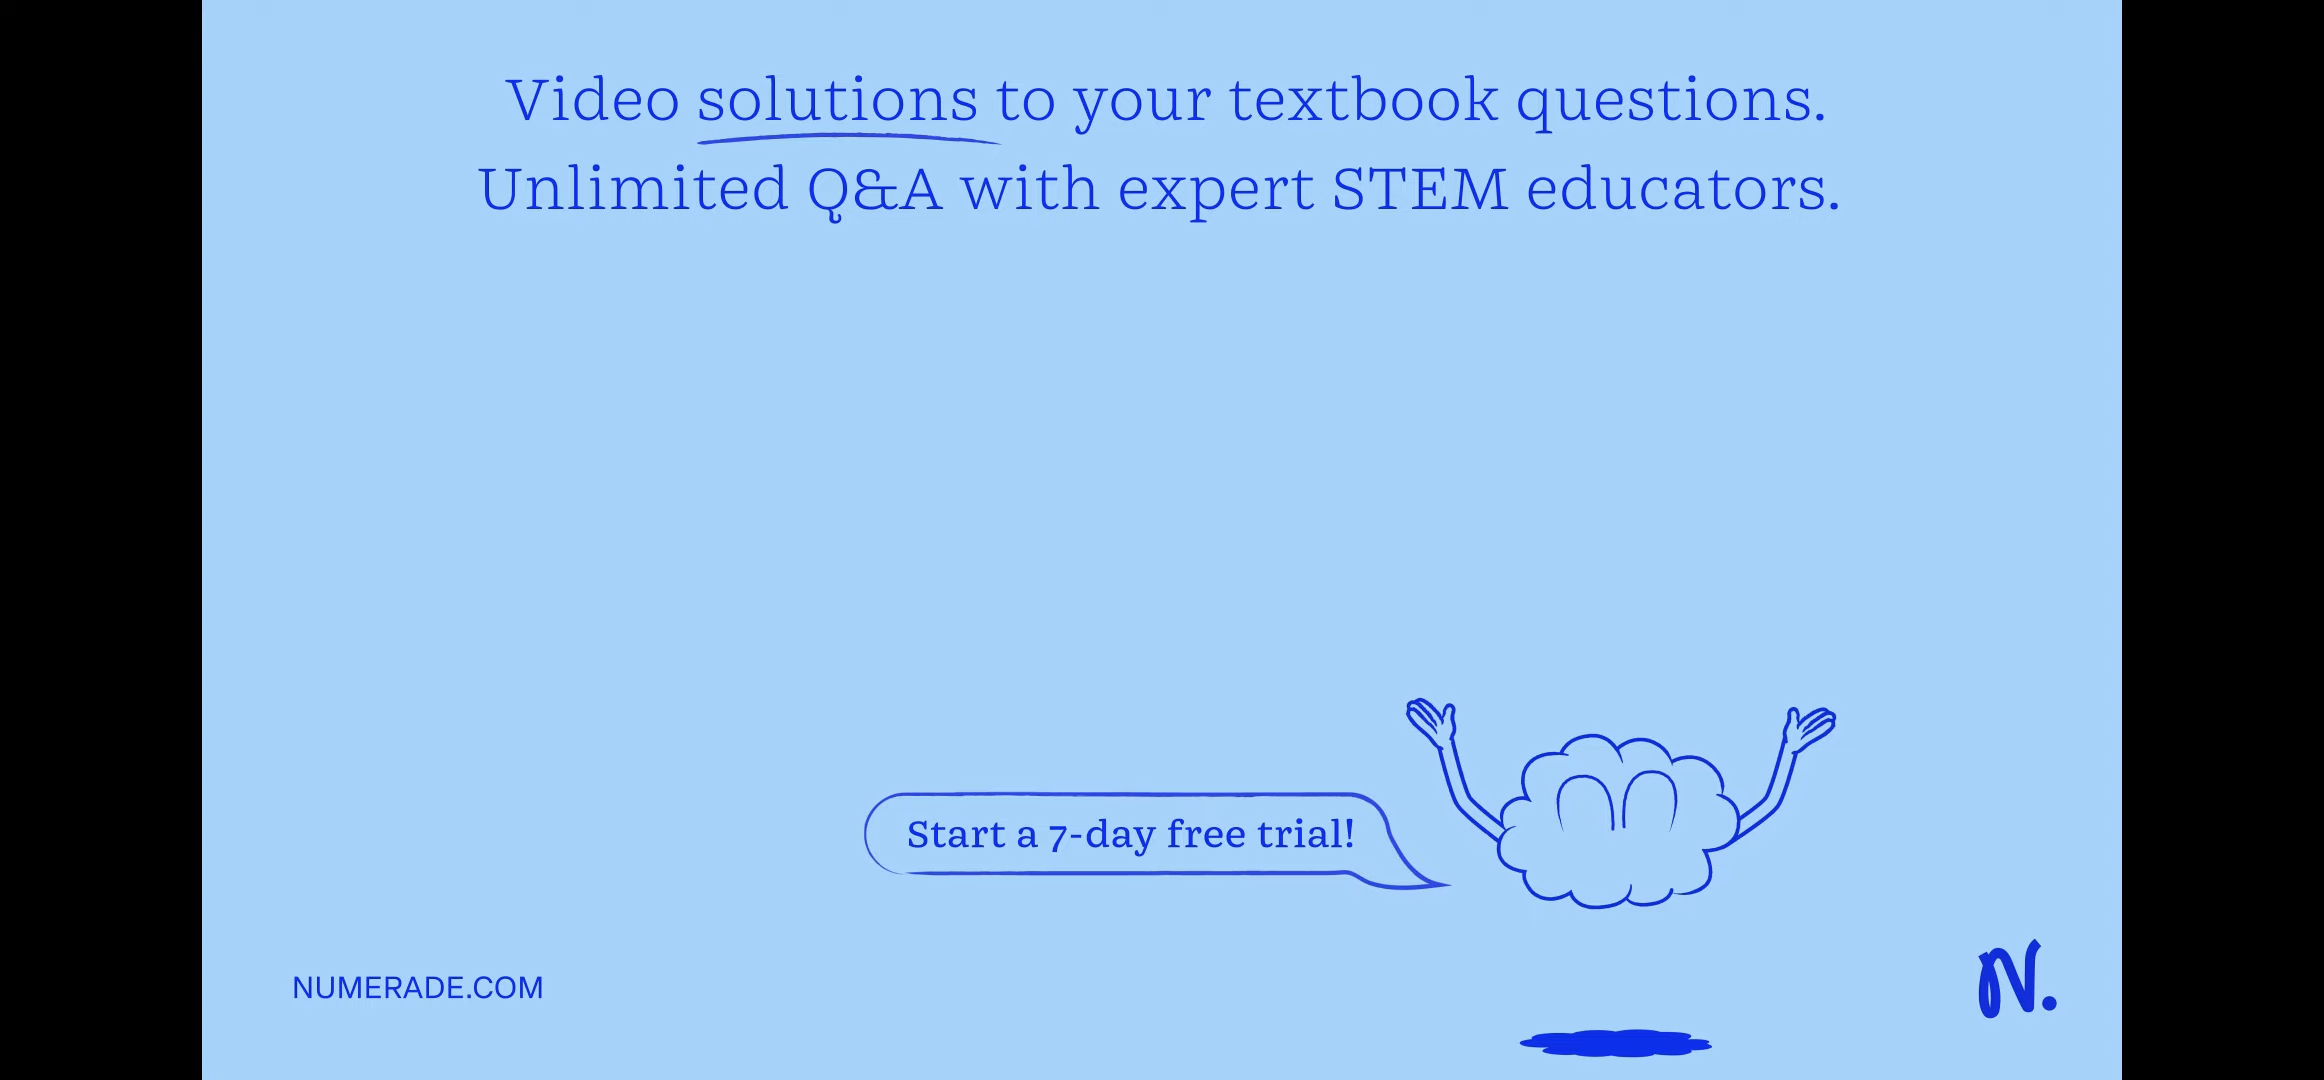 Video solutions to your textbook questions.
Unlimited Q&A with expert STEM educators.
Start a 7-day free trial!
NUMERADE.COM
N.